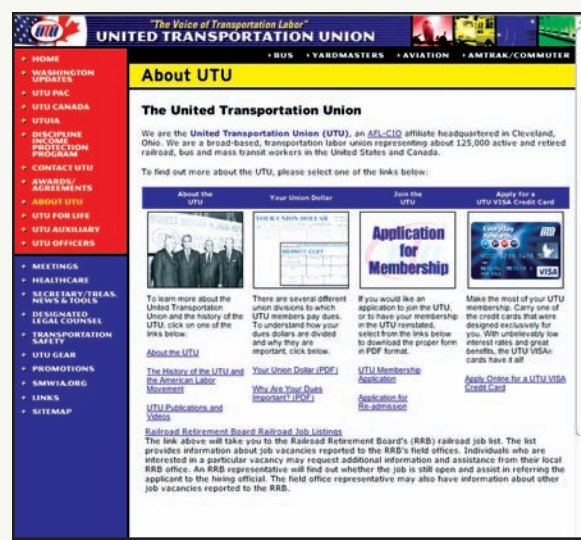 "The Voice of Transportation Labor"
UTU
UNITED TRANSPORTATION UNION
BUS YARDMASTERS AVIATION AMTRAK/COMMUTER
HOME
WASHINGTON
UPDATES
UTU PAC
UTU CANADA
UTUIA
DISCIPLINE
INCOME
PROTECTION
PROGRAM
CONTACT UTU
AWARDS/
AGREEMENTS
ABOUT UTU
UTU FOR LIFE
UTU AUXILIARY
UTU OFFICERS
MEETINGS
HEALTHCARE
SECRETARY/TREAS.
NEWS & TOOLS
DESIGNATED
LEGAL COUNSEL
TRANSPORTATION
SAFETY
UTU GEAR
PROMOTIONS
SMWIA.ORG
LINKS
SITEMAP
About UTU
The United Transportation Union
We are the United Transportation Union (UTU), an AFL-CIO affiliate headquartered in Cleveland,
Ohio. We are a broad-based, transportation labor union representing about 125,000 active and retired
railroad, bus and mass transit workers in the United States and Canada.
To find out more about the UTU, please select one of the links below:
About the
UTU
To learn more about the
United Transportation
Union and the history of the
UTU, click on one of the
links below.
About the UTU
The History of the UTU and
the American Labor
Movement
UTU Publications and
Videos
Your Union Dollar
YOUR UNION DOLLAR
There are several different
union divisions to which
UTU members pay dues.
To understand how your
dues dollars are divided
and why they are
important, click below.
Your Union Dollar (PDF)
Why Are Your Dues
Important? (PDF)
Join the
UTU
Application
for
Membership
If you would like an
application to join the UTU,
or to have your membership
in the UTU reinstated,
select from the links below
to download the proper form
in PDF format.
UTU Membership
Application
Application for
Re-admission
Apply for a
UTU VISA Credit Card
Everyday
Rewards
UTU
VISA
Make the most of your UTU
membership. Carry one of
the credit cards that were
designed exclusively for
you. With unbelievably low
interest rates and great
benefits, the UTU VISA®
cards have it all!
Apply Online for a UTU VISA
Credit Card
Railroad Retirement Board Railroad Job Listings
The link above will take you to the Railroad Retirement Board's (RRB) railroad job list. The list
provides information about job vacancies reported to the RRB's field offices. Individuals who are
interested in a particular vacancy may request additional information and assistance from their local
RRB office. An RRB representative will find out whether the job is still open and assist in referring the
applicant to the hiring official. The field office representative may also have information about other
job vacancies reported to the RRB.